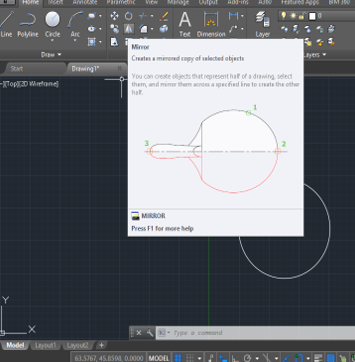 Home Insert Annotate Parametric View Manage Output Add-ins A360 Featured Apps BIM 360
Line Polyline Circle Arc
Text Dimension
Layer
Draw
Layers
Start Drawing1*
[Top][2D Wireframe]
Mirror
Creates a mirrored copy of selected objects
You can create objects that represent half of a drawing, select
them, and mirror them across a specified line to create the other
half.
1
3 2
MIRROR
Press F1 for more help
Y
X
Type a command
Model Layout1 Layout2 +
63.5767, 45.8398, 0.0000 MODEL